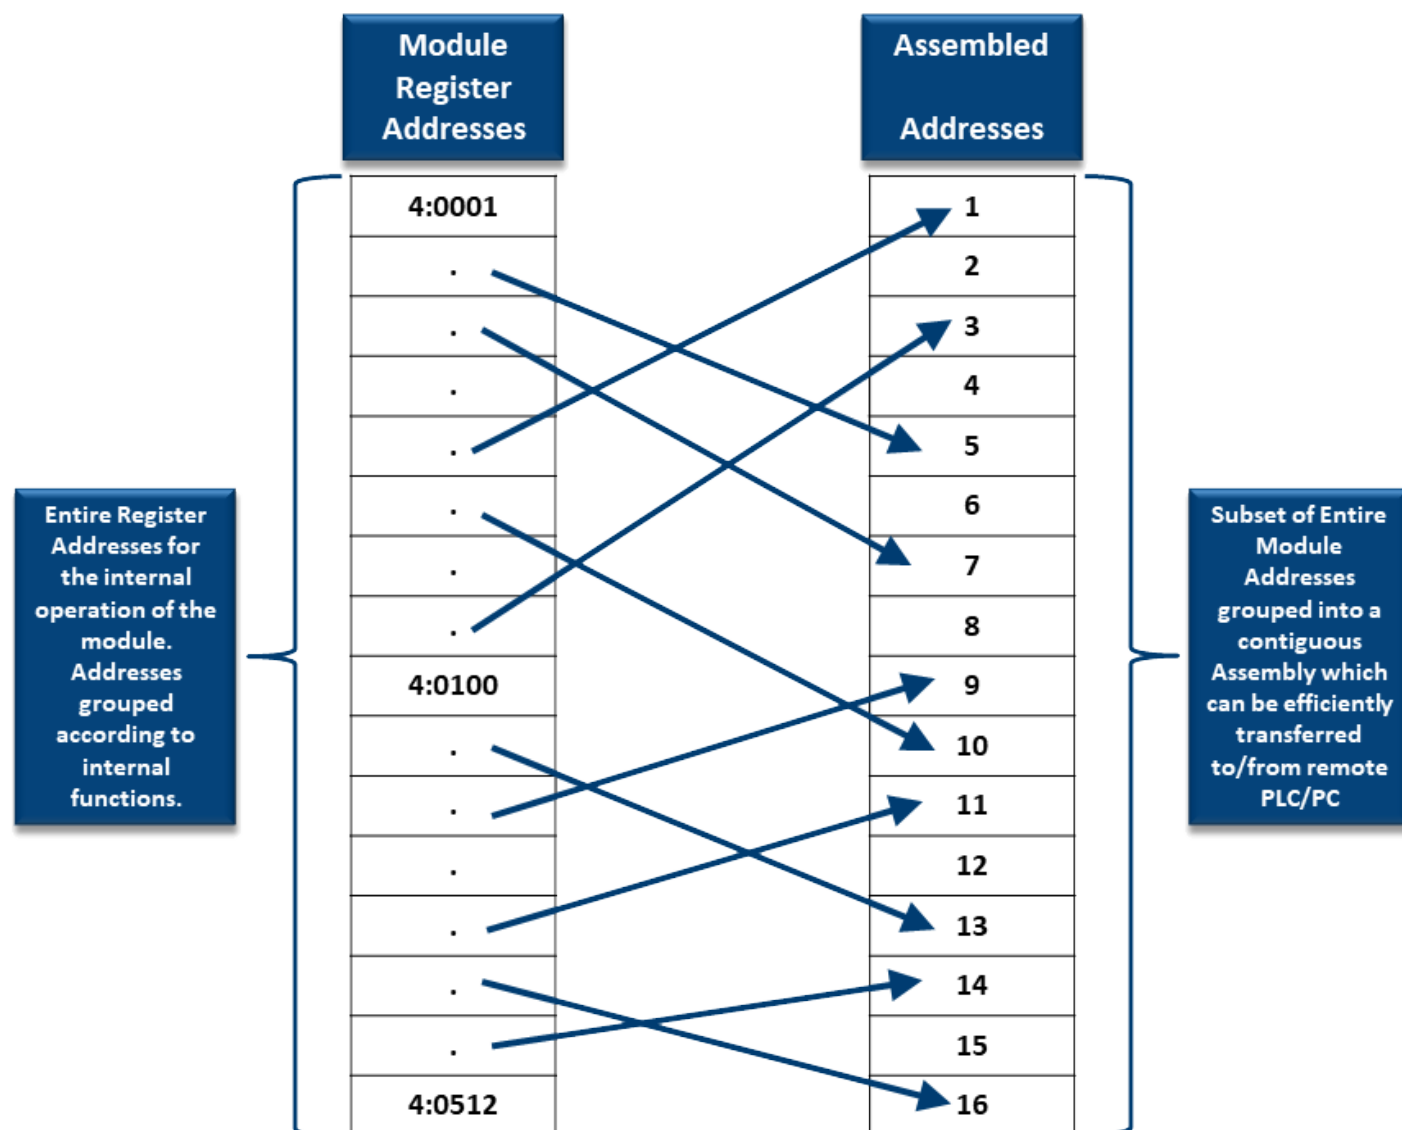 Module
Register
Addresses
Assembled
Addresses
4:0001
.
.
.
.
.
.
.
4:0100
.
.
.
.
.
.
4:0512
1
2
3
4
5
6
7
8
9
10
11
12
13
14
15
16
Entire Register
Addresses for
the internal
operation of the
module.
Addresses
grouped
according to
internal
functions.
Subset of Entire
Module
Addresses
grouped into a
contiguous
Assembly which
can be efficiently
transferred
to/from remote
PLC/PC